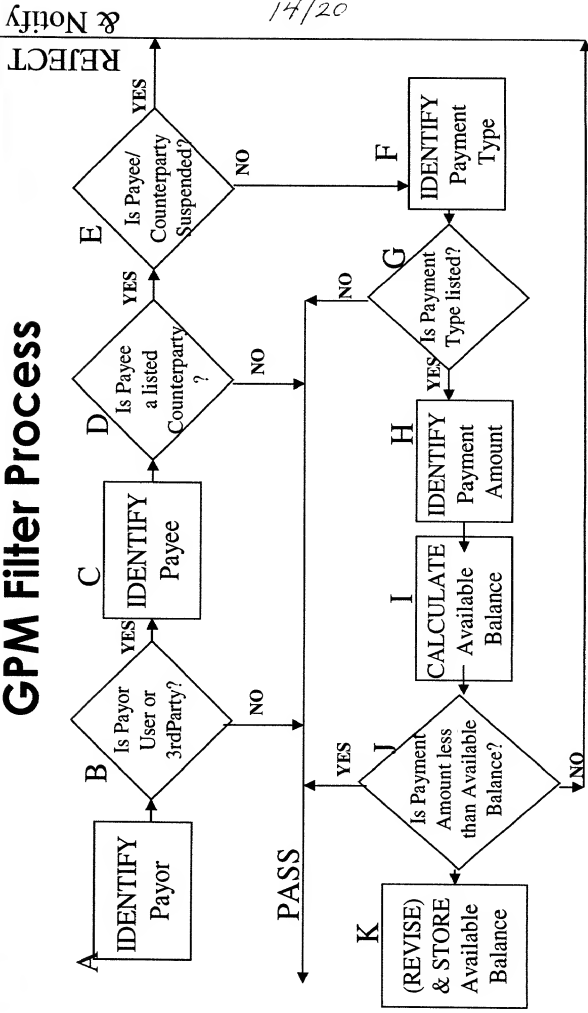 14/20
GPM Filter Process
A
IDENTIFY
Payor
B
Is Payor
User or
3rdParty?
YES
NO
C
IDENTIFY
Payee
D
Is Payee
a listed
Counterparty
?
YES
NO
E
Is Payee/
Counterparty
Suspended?
YES
NO
REJECT
& Notify
PASS
F
IDENTIFY
Payment
Type
G
Is Payment
Type listed?
NO
YES
H
IDENTIFY
Payment
Amount
I
CALCULATE
Available
Balance
J
Is Payment
Amount less
than Available
Balance?
YES
NO
K
(REVISE)
& STORE
Available
Balance